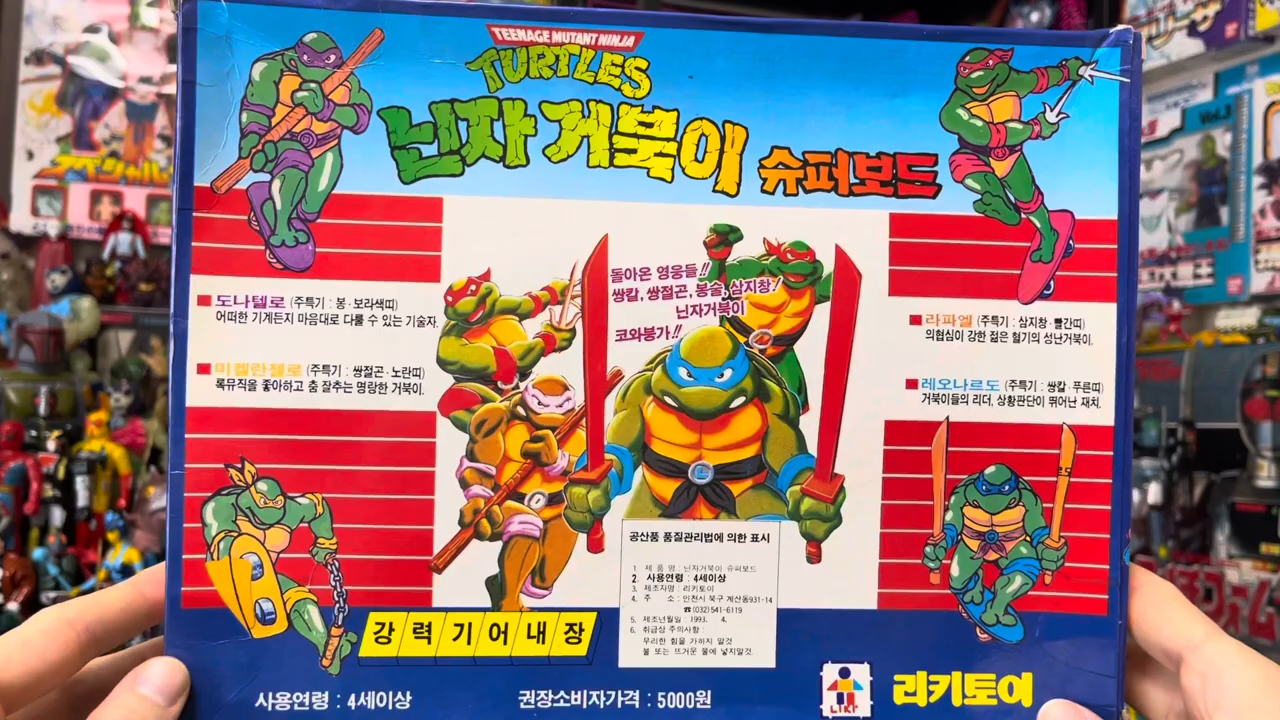 TEENAGE MUTANT NINJA
TURTLES
닌자 거북이 슈퍼보드
돌아온 영웅들!!
쌍칼, 쌍절곤, 봉술, 삼지창!
닌자거북이
코와붕가!!
도나텔로 (주특기 : 봉·보라색띠)
어떠한 기계든지 마음대로 다룰 수 있는 기술자.
미켈란젤로 (주특기 : 쌍절곤·노란띠)
록뮤직을 좋아하고 춤 잘추는 명랑한 거북이.
라파엘 (주특기 : 삼지창·빨간띠)
의협심이 강한 젊은 혈기의 성난거북이.
레오나르도 (주특기 : 쌍칼·푸른띠)
거북이들의 리더, 상황판단이 뛰어난 재치.
공산품 품질관리법에 의한 표시
1. 제 품 명 : 닌자거북이 슈퍼보드
2. 사용연령 : 4세이상
3. 제조자명 : 리키토이
4. 주 소 : 인천시 북구 계산동931-14
☎(032)541-6119
5. 제조년월일 : 1993. 4.
6. 취급상 주의사항 :
무리한 힘을 가하지 말것
불 또는 뜨거운 물에 넣지말것.
강력기어내장
사용연령 : 4세이상
권장소비자가격 : 5000원
LIKY
리키토이
スペシャル
Vol.3
BANDAI